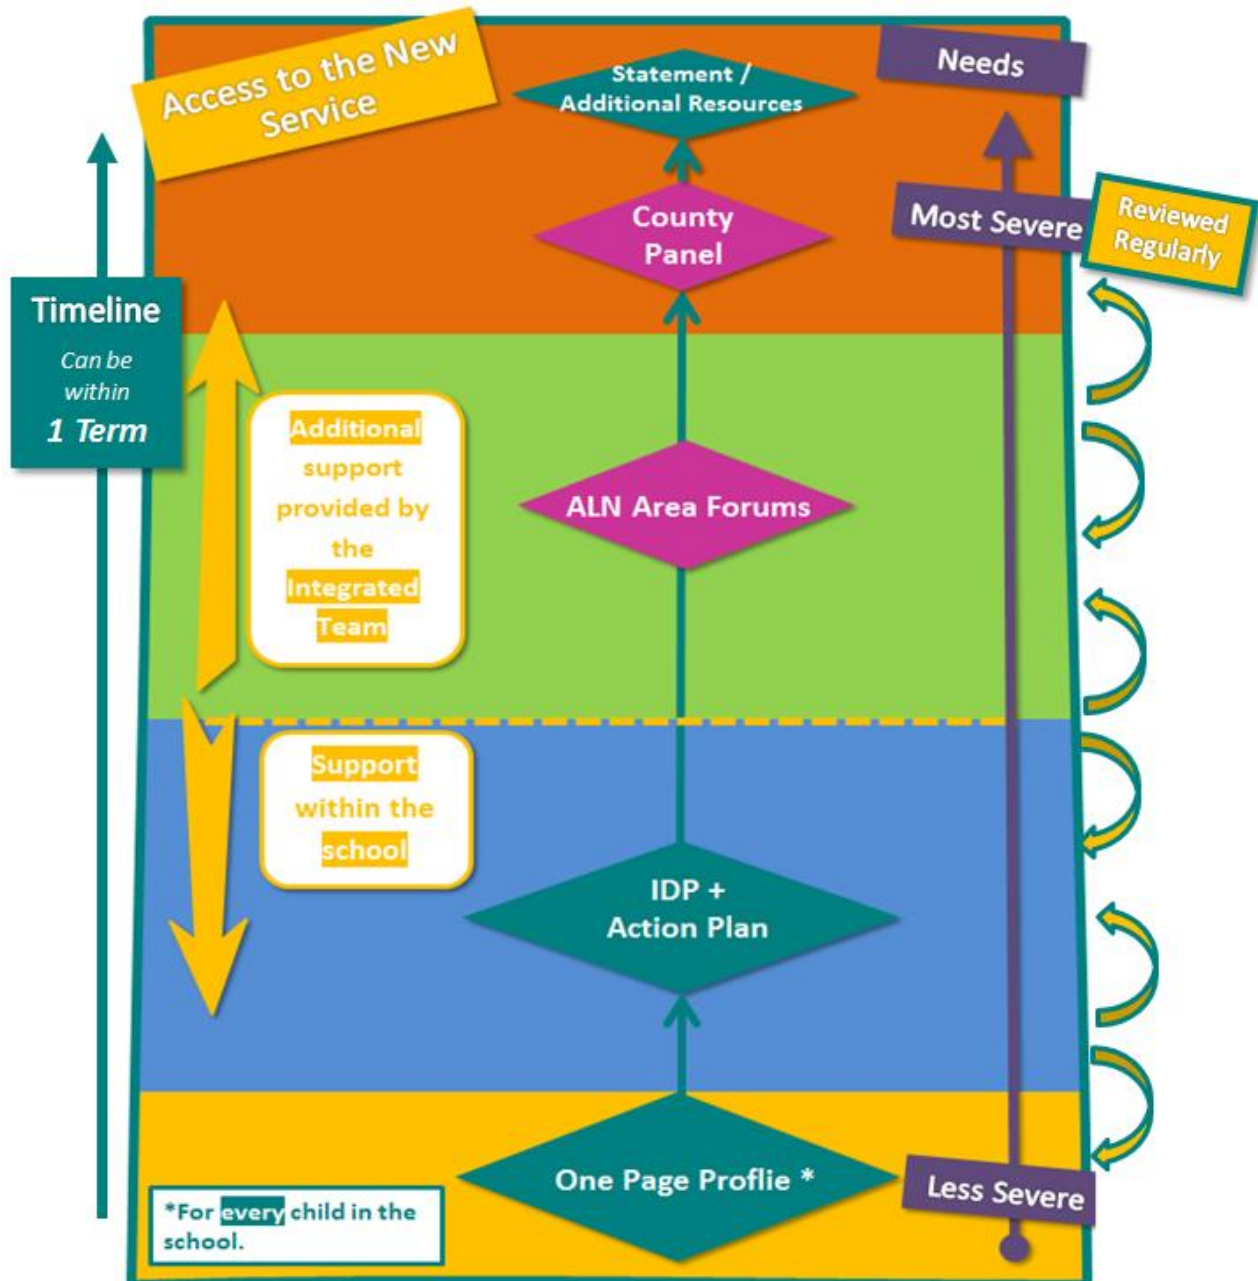 Access to the New
Service
Statement /
Additional Resources
Needs
County
Panel
Most Severe
Reviewed
Regularly
Timeline
Can be
within
1 Term
Additional
support
provided by
the
Integrated
Team
ALN Area Forums
Support
within the
school
IDP +
Action Plan
One Page Proflie *
Less Severe
*For every child in the
school.